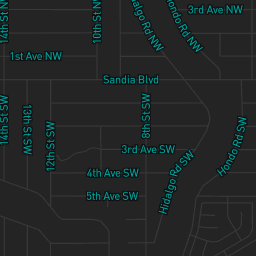 14th St NW
10th St NW
Hidalgo Rd NW
Hondo Rd NW
3rd Ave NW
1st Ave NW
Sandia Blvd
14th St SW
13th St SW
12th St SW
8th St SW
3rd Ave SW
Hidalgo Rd SW
Hondo Rd SW
4th Ave SW
5th Ave SW